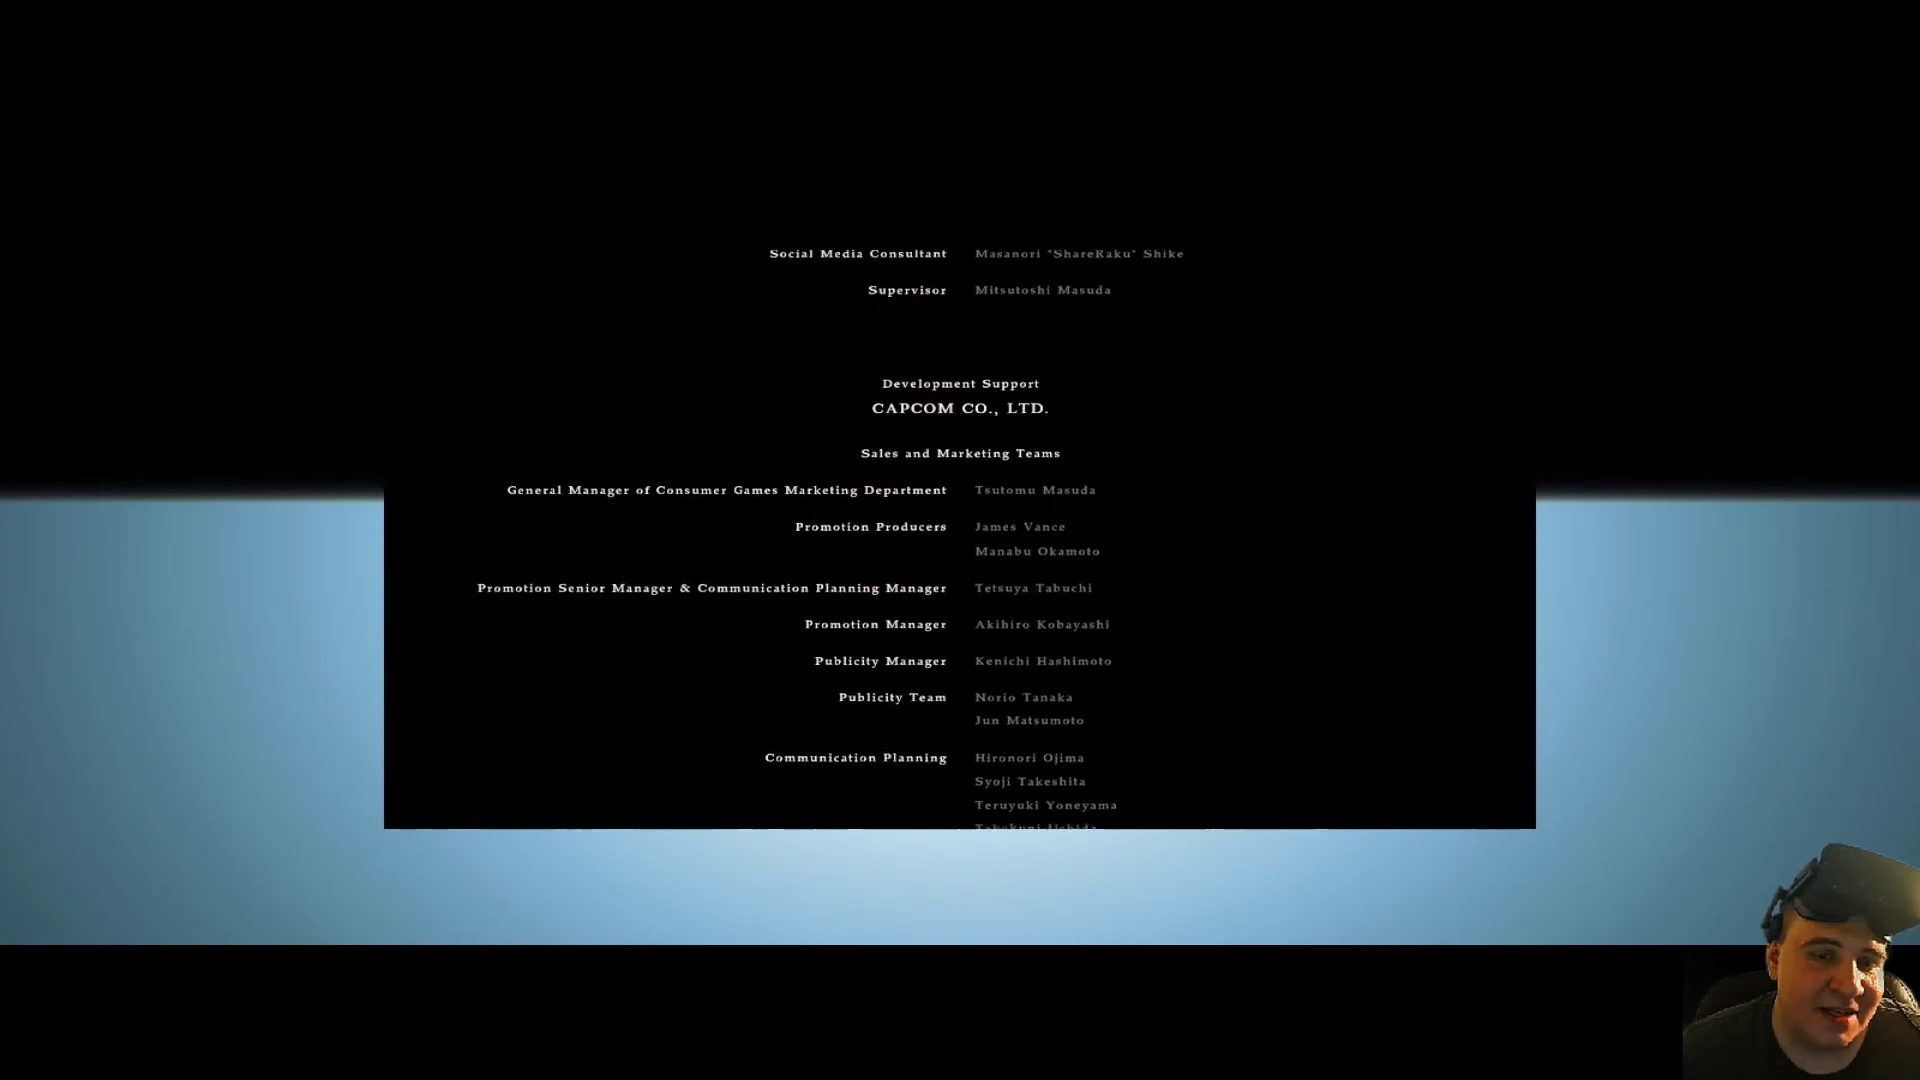 Social Media Consultant Masanori "ShareRaku" Shike
Supervisor Mitsutoshi Masuda
Development Support
CAPCOM CO., LTD.
Sales and Marketing Teams
General Manager of Consumer Games Marketing Department Tsutomu Masuda
Promotion Producers James Vance
Manabu Okamoto
Promotion Senior Manager & Communication Planning Manager Tetsuya Tabuchi
Promotion Manager Akihiro Kobayashi
Publicity Manager Kenichi Hashimoto
Publicity Team Norio Tanaka
Jun Matsumoto
Communication Planning Hironori Ojima
Syoji Takeshita
Teruyuki Yoneyama